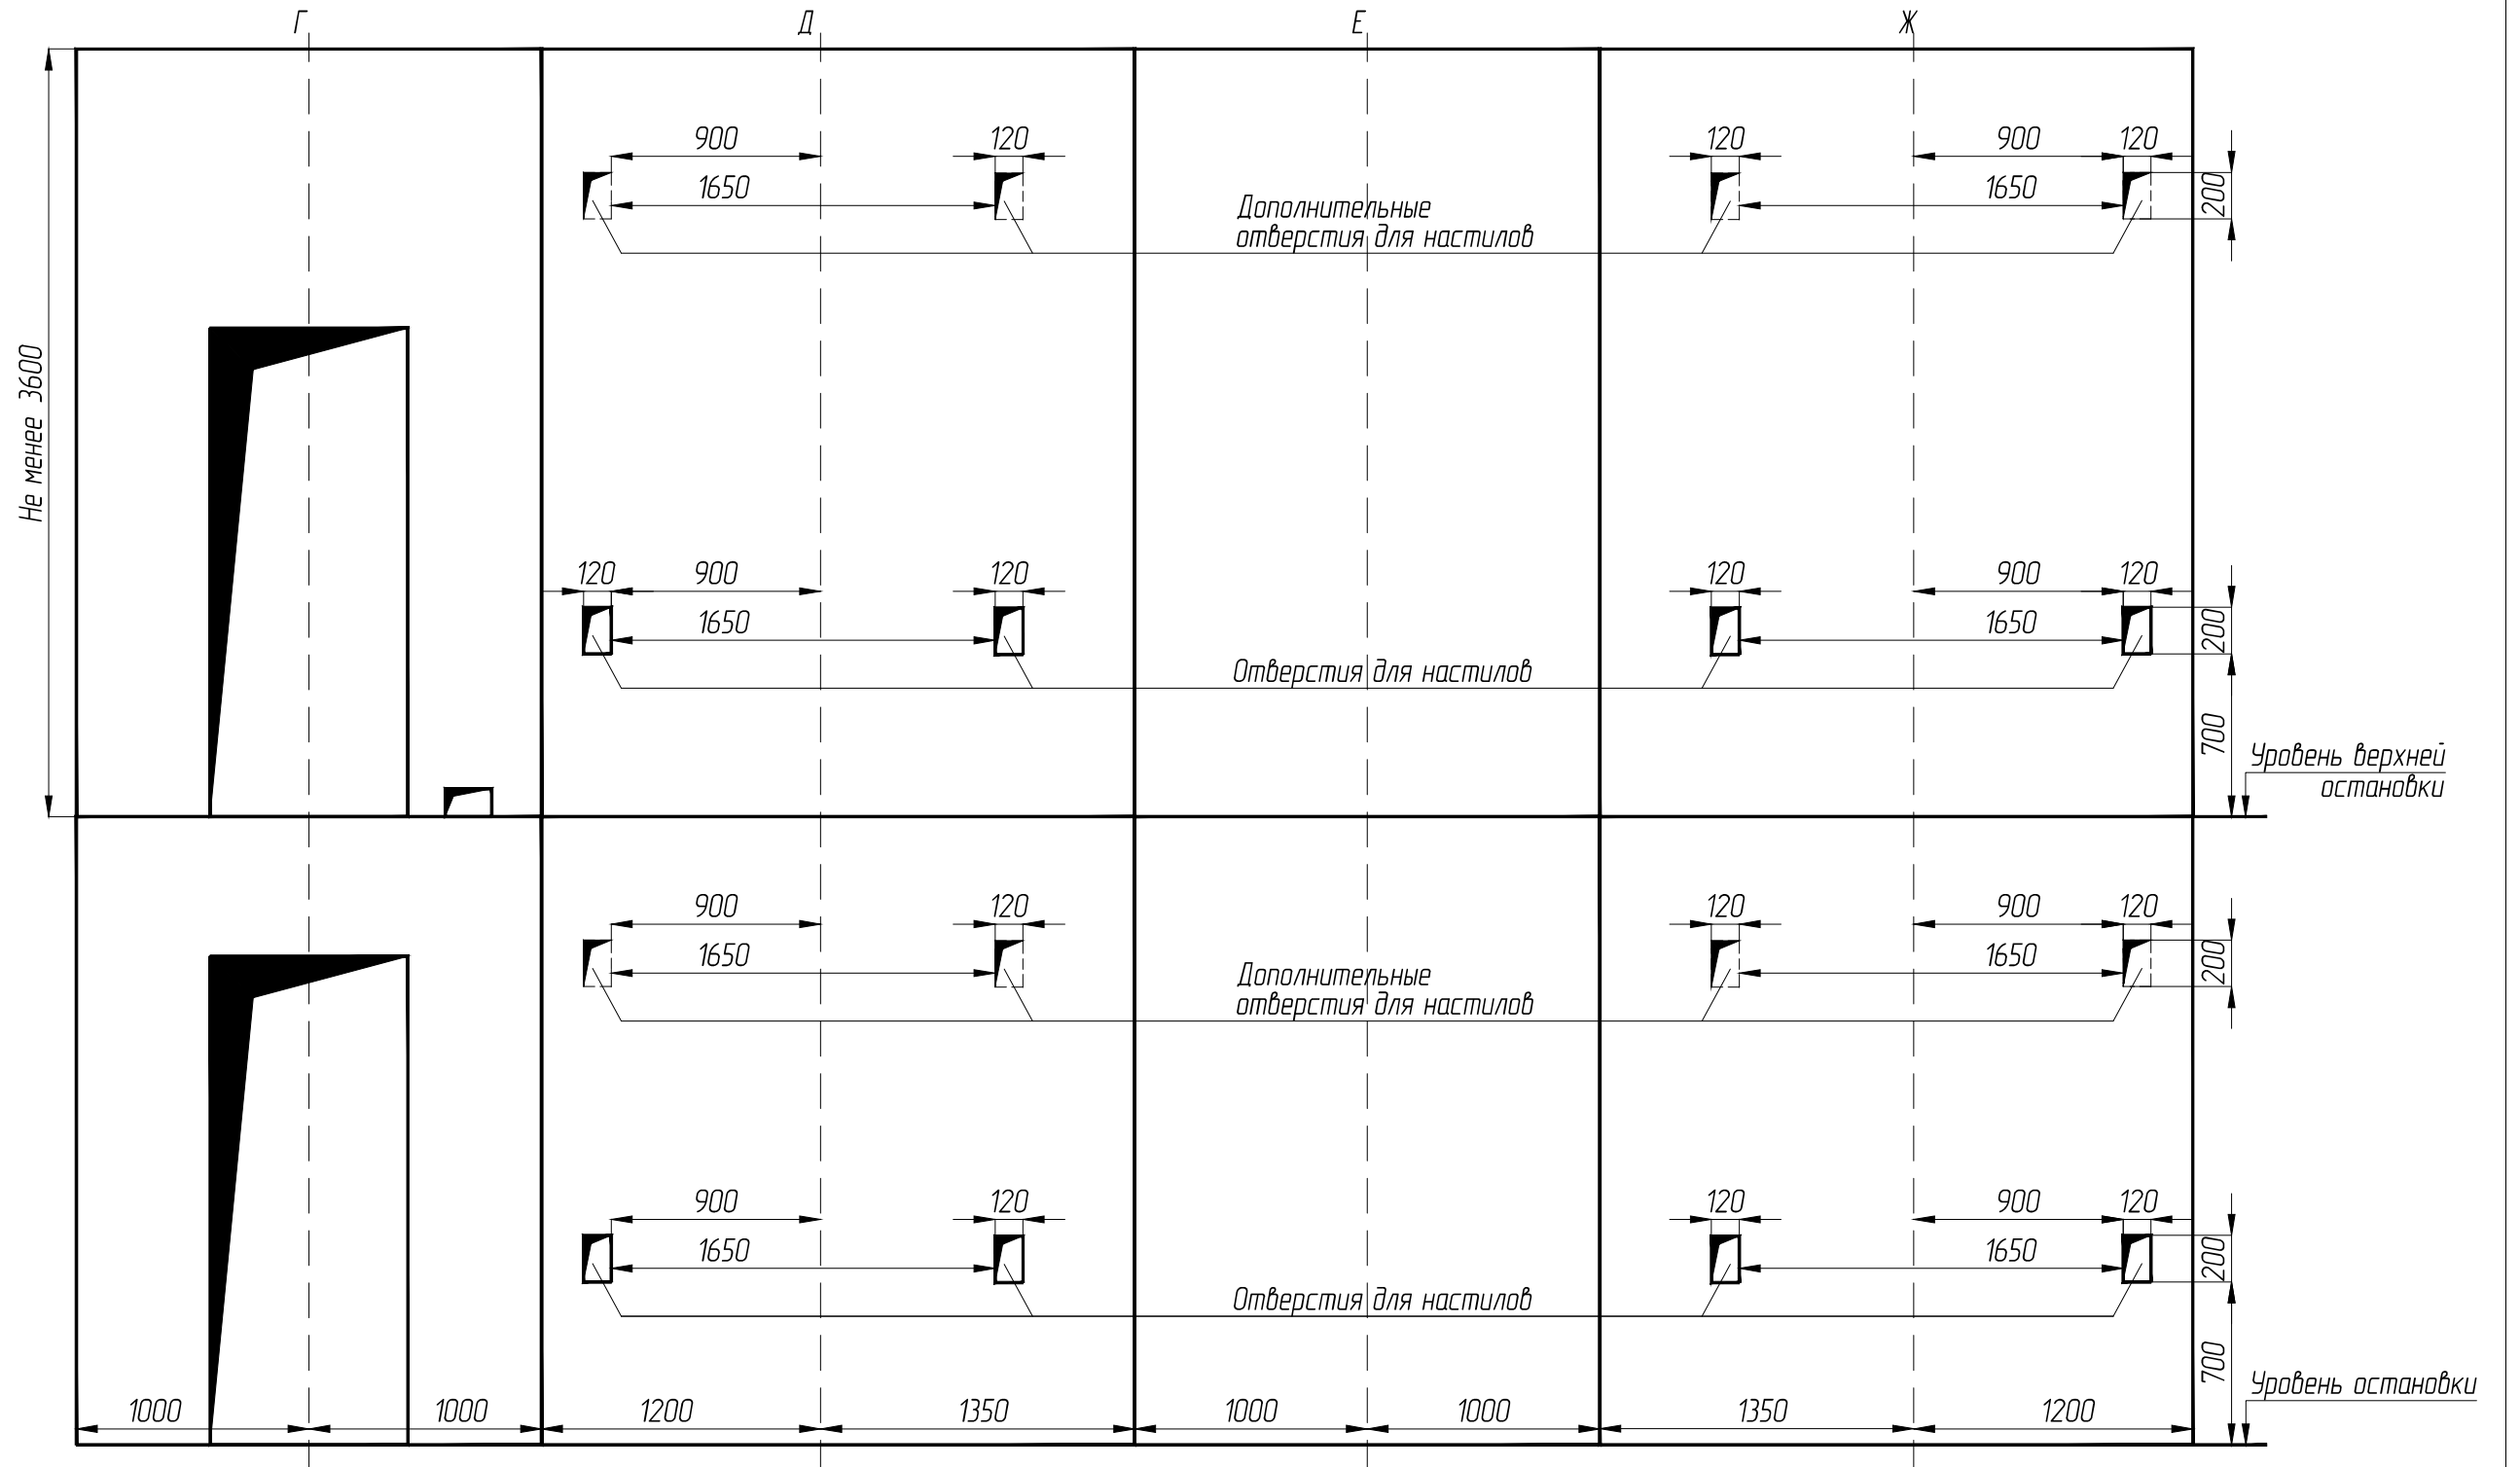 Г Д Е Ж
900 120 120 900 120
1650 1650 200
Дополнительные
отверстия для настилов
Не менее 3600
120 900 120 120 900 120
1650 1650 200
Отверстия для настилов
700
Уровень верхней
остановки
900 120 120 900 120
1650 1650 200
Дополнительные
отверстия для настилов
900 120 120 900 120
1650 1650 200
Отверстия для настилов
700
Уровень остановки
1000 1000 1200 1350 1000 1000 1350 1200